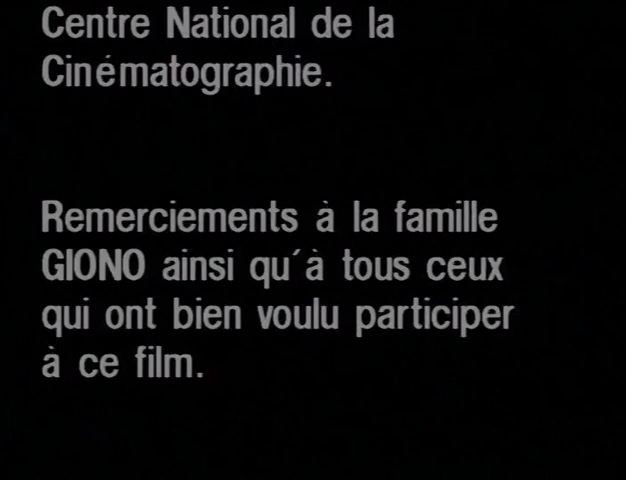 Centre National de la
Cinématographie.
Remerciements à la famille
GIONO ainsi qu´à tous ceux
qui ont bien voulu participer
à ce film.